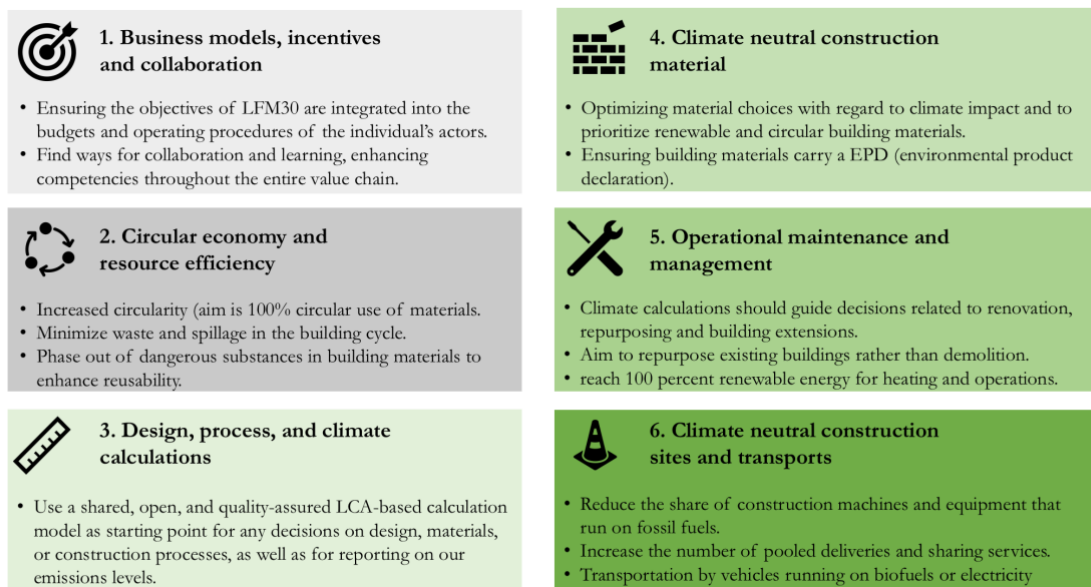 1. Business models, incentives
and collaboration
• Ensuring the objectives of LFM30 are integrated into the
budgets and operating procedures of the individual's actors.
• Find ways for collaboration and learning, enhancing
competencies throughout the entire value chain.
2. Circular economy and
resource efficiency
• Increased circularity (aim is 100% circular use of materials.
• Minimize waste and spillage in the building cycle.
• Phase out of dangerous substances in building materials to
enhance reusability.
3. Design, process, and climate
calculations
• Use a shared, open, and quality-assured LCA-based calculation
model as starting point for any decisions on design, materials,
or construction processes, as well as for reporting on our
emissions levels.
4. Climate neutral construction
material
• Optimizing material choices with regard to climate impact and to
prioritize renewable and circular building materials.
• Ensuring building materials carry a EPD (environmental product
declaration).
5. Operational maintenance and
management
• Climate calculations should guide decisions related to renovation,
repurposing and building extensions.
• Aim to repurpose existing buildings rather than demolition.
• reach 100 percent renewable energy for heating and operations.
6. Climate neutral construction
sites and transports
• Reduce the share of construction machines and equipment that
run on fossil fuels.
• Increase the number of pooled deliveries and sharing services.
• Transportation by vehicles running on biofuels or electricity